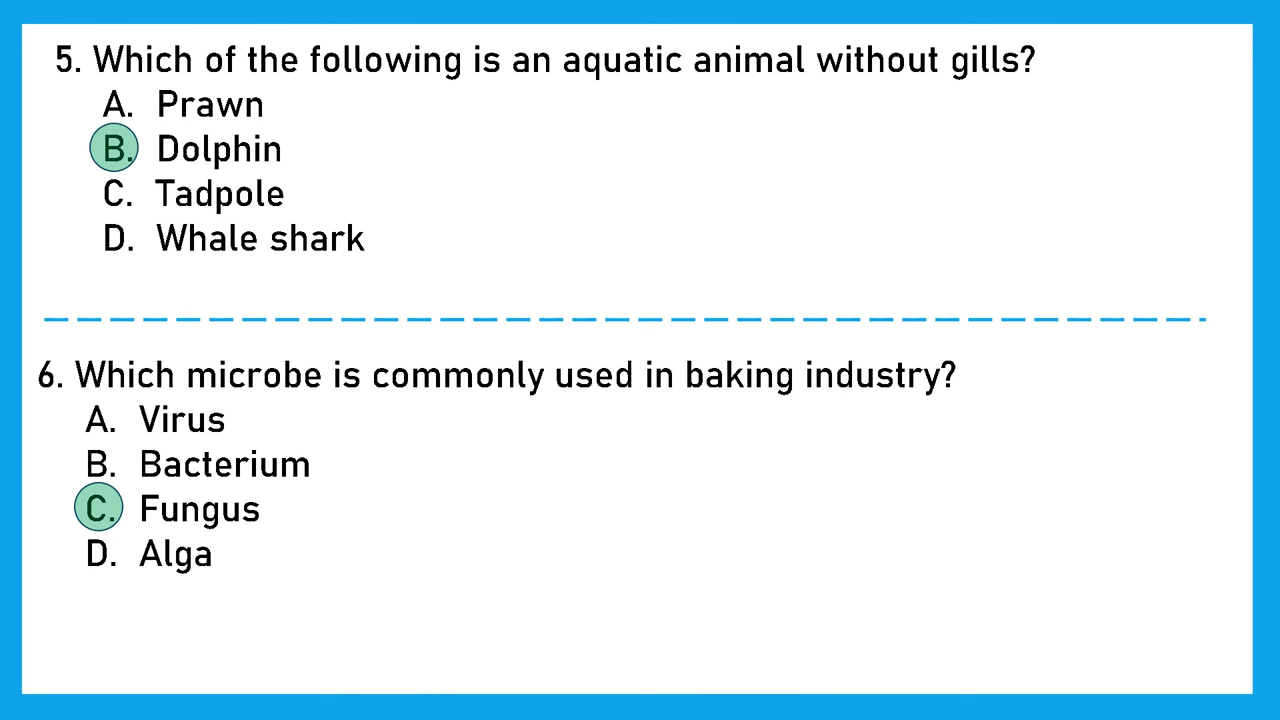 5. Which of the following is an aquatic animal without gills?
A. Prawn
B. Dolphin
C. Tadpole
D. Whale shark
6. Which microbe is commonly used in baking industry?
A. Virus
B. Bacterium
C. Fungus
D. Alga